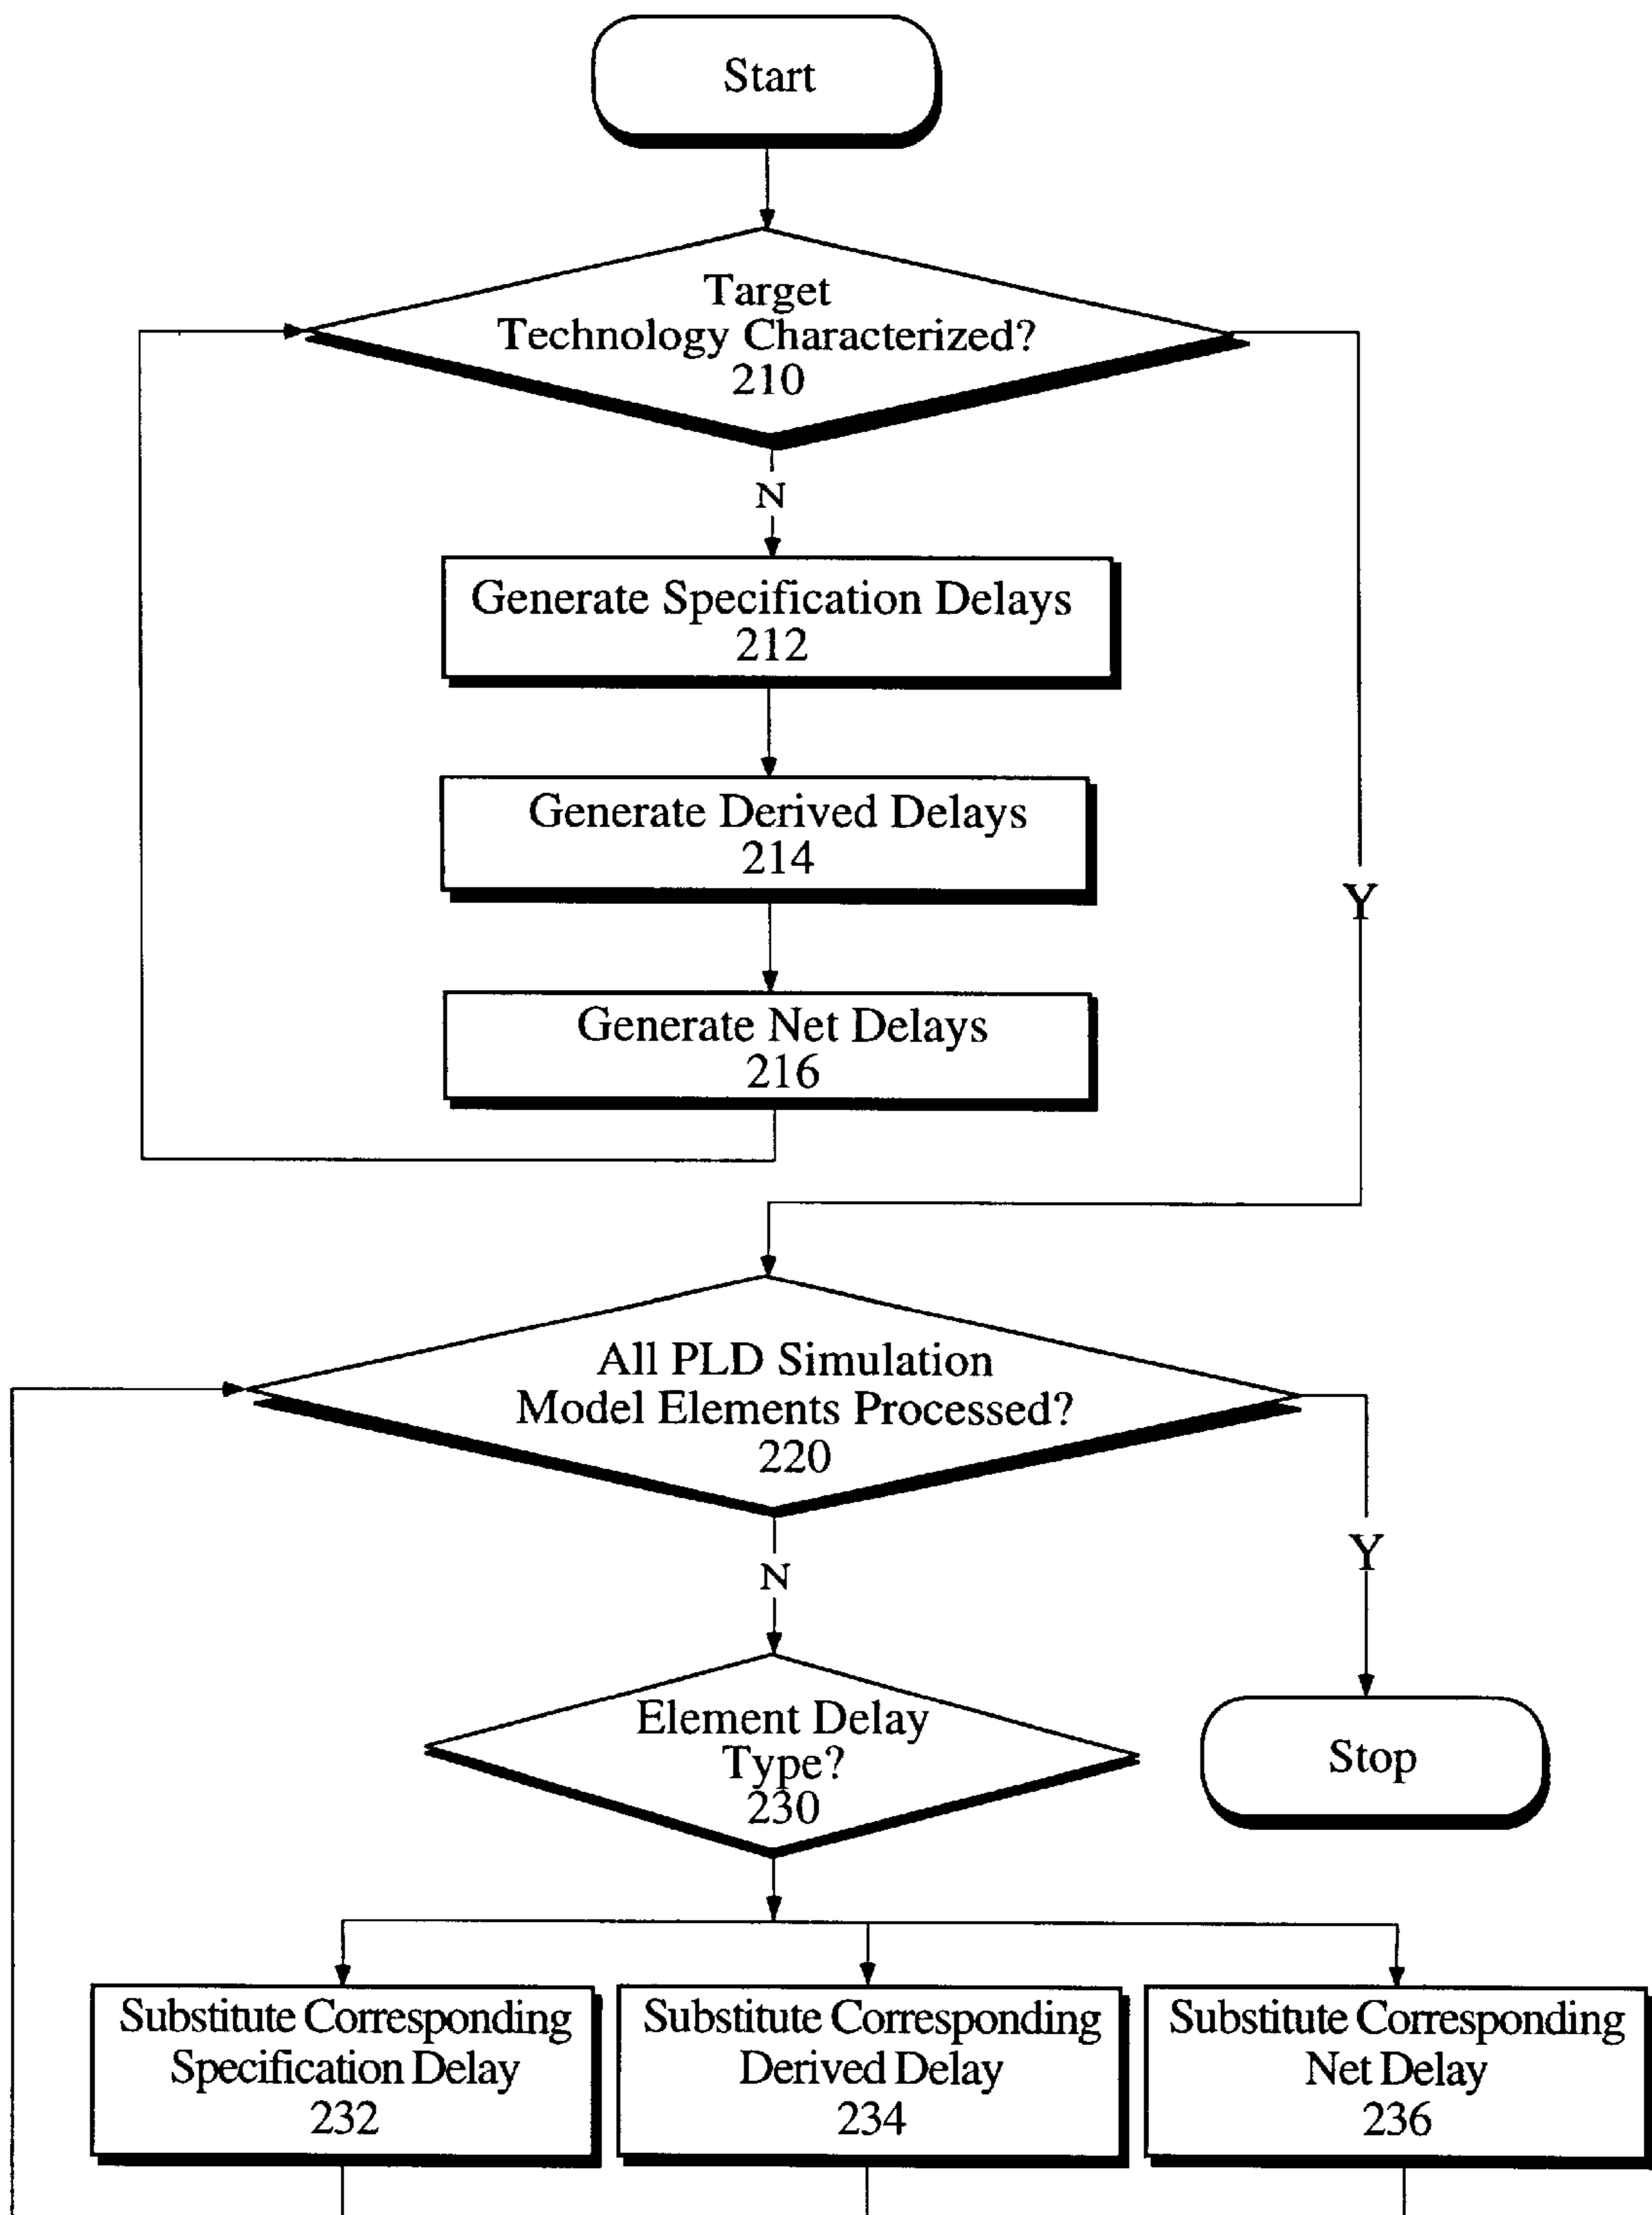 Start
Target
Technology Characterized?
210
N
Generate Specification Delays
212
Generate Derived Delays
214
Y
Generate Net Delays
216
All PLD Simulation
Model Elements Processed?
220
Y
N
Element Delay
Type?
230
Stop
Substitute Corresponding
Specification Delay
232
Substitute Corresponding
Derived Delay
234
Substitute Corresponding
Net Delay
236